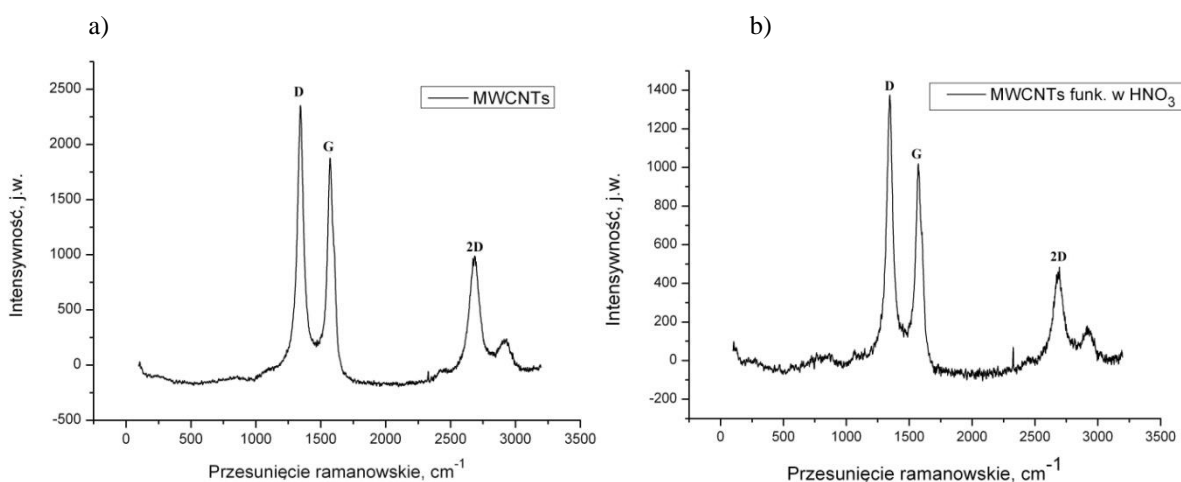 a)
2500
2000
1500
1000
500
0
-500
Intensywność, j.w.
D
G
2D
MWCNTs
0 500 1000 1500 2000 2500 3000 3500
Przesunięcie ramanowskie, cm⁻¹
b)
1400
1200
1000
800
600
400
200
0
-200
Intensywność, j.w.
D
G
2D
MWCNTs funk. w HNO₃
0 500 1000 1500 2000 2500 3000 3500
Przesunięcie ramanowskie, cm⁻¹